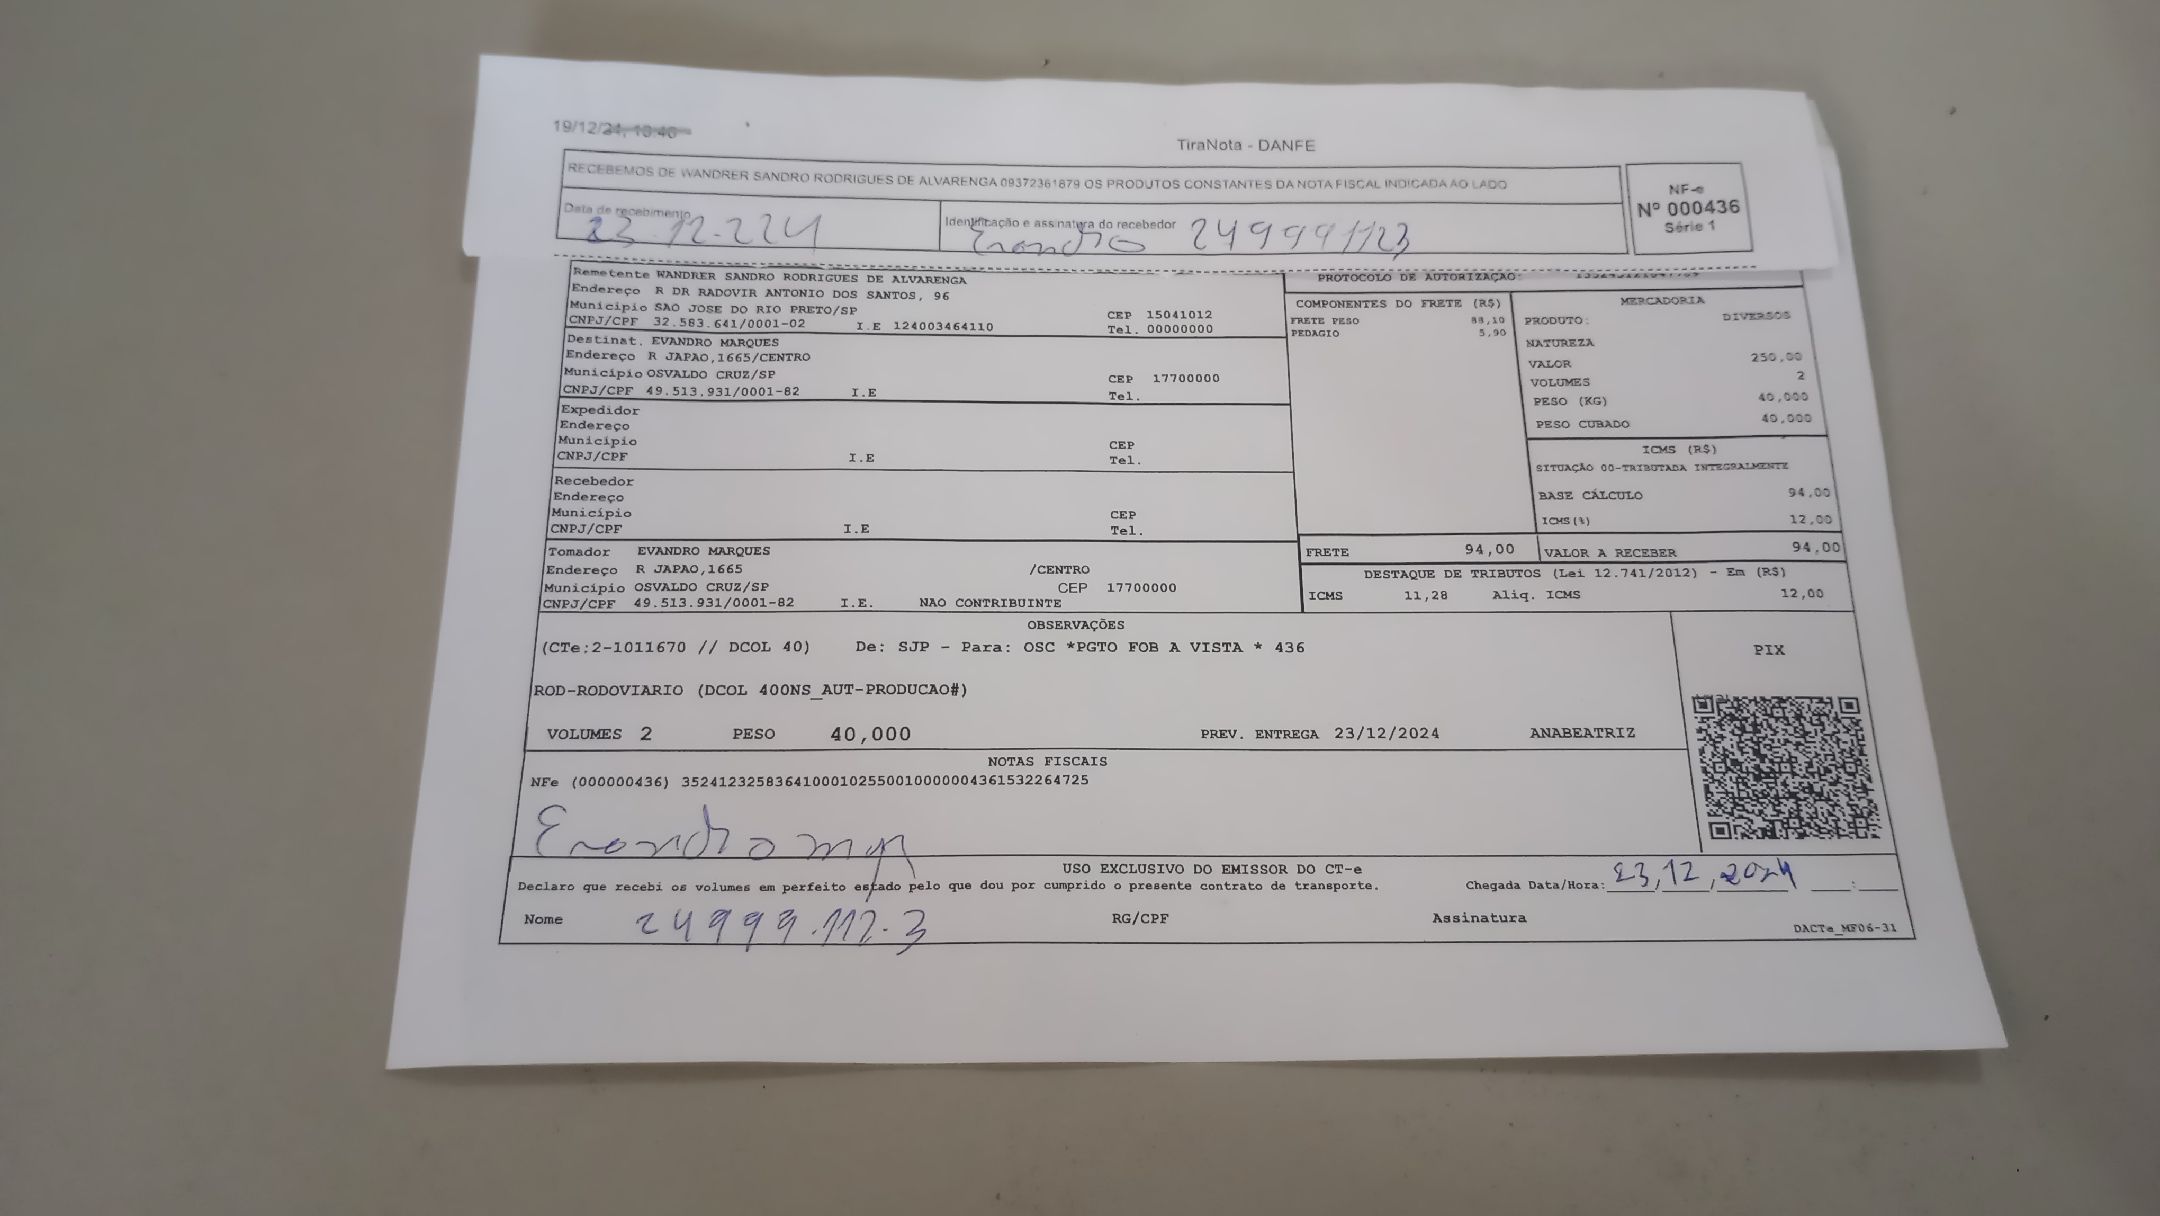 19/12/24, 10:46
TiraNota - DANFE
RECEBEMOS DE WANDRER SANDRO RODRIGUES DE ALVARENGA 09372361879 OS PRODUTOS CONSTANTES DA NOTA FISCAL INDICADA AO LADO
NF-e
Nº 000436
Série 1
Data de recebimento
23.12.224
Identificação e assinatura do recebedor
Evandro 249991123
Remetente WANDRER SANDRO RODRIGUES DE ALVARENGA
Endereço R DR RADOVIR ANTONIO DOS SANTOS, 96
Município SAO JOSE DO RIO PRETO/SP CEP 15041012
CNPJ/CPF 32.583.641/0001-02 I.E 124003464110 Tel. 00000000
Destinat. EVANDRO MARQUES
Endereço R JAPAO,1665/CENTRO
Município OSVALDO CRUZ/SP CEP 17700000
CNPJ/CPF 49.513.931/0001-82 I.E Tel.
Expedidor
Endereço
Município CEP
CNPJ/CPF I.E Tel.
Recebedor
Endereço
Município CEP
CNPJ/CPF I.E Tel.
Tomador EVANDRO MARQUES
Endereço R JAPAO,1665 /CENTRO
Município OSVALDO CRUZ/SP CEP 17700000
CNPJ/CPF 49.513.931/0001-82 I.E. NAO CONTRIBUINTE
PROTOCOLO DE AUTORIZAÇÃO:
COMPONENTES DO FRETE (R$)
FRETE PESO 88,10
PEDAGIO 5,90
MERCADORIA
PRODUTO: DIVERSOS
NATUREZA
VALOR 250,00
VOLUMES 2
PESO (KG) 40,000
PESO CUBADO 40,000
ICMS (R$)
SITUAÇÃO 00-TRIBUTADA INTEGRALMENTE
BASE CÁLCULO 94,00
ICMS(%) 12,00
FRETE 94,00 VALOR A RECEBER 94,00
DESTAQUE DE TRIBUTOS (Lei 12.741/2012) - Em (R$)
ICMS 11,28 Aliq. ICMS 12,00
OBSERVAÇÕES
(CTe:2-1011670 // DCOL 40) De: SJP - Para: OSC *PGTO FOB A VISTA * 436
ROD-RODOVIARIO (DCOL 400NS_AUT-PRODUCAO#)
VOLUMES 2 PESO 40,000 PREV. ENTREGA 23/12/2024 ANABEATRIZ
PIX
NOTAS FISCAIS
NFe (000000436) 35241232583641000102550010000004361532264725
Evandro
USO EXCLUSIVO DO EMISSOR DO CT-e
Declaro que recebi os volumes em perfeito estado pelo que dou por cumprido o presente contrato de transporte.
Chegada Data/Hora: 23,12,2024 :
Nome 24999.112.3 RG/CPF Assinatura
DACTe_MF06-31